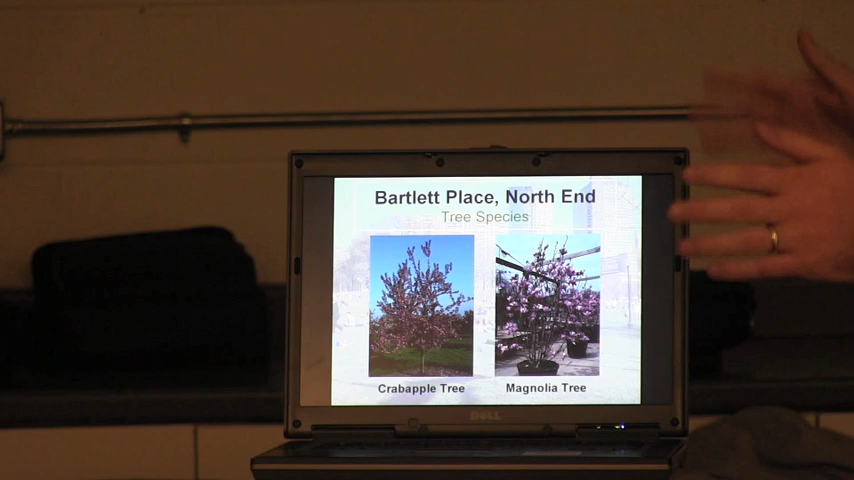 Bartlett Place, North End
Tree Species
Crabapple Tree
Magnolia Tree
DELL